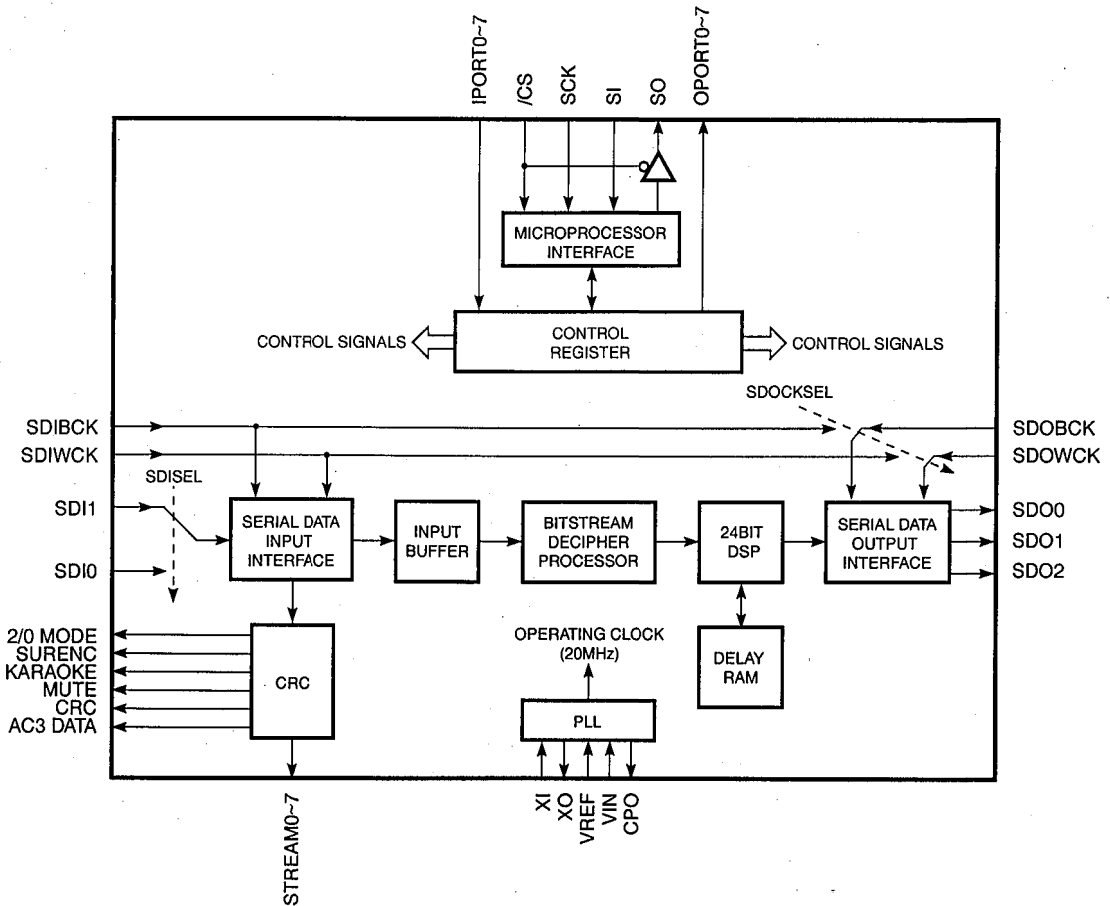 IPORT0~7
/CS
SCK
SI
SO
OPORT0~7
MICROPROCESSOR
INTERFACE
CONTROL SIGNALS
CONTROL
REGISTER
CONTROL SIGNALS
SDOCKSEL
SDIBCK
SDOBCK
SDIWCK
SDOWCK
SDISEL
SDI1
SDI0
SERIAL DATA
INPUT
INTERFACE
INPUT
BUFFER
BITSTREAM
DECIPHER
PROCESSOR
24BIT
DSP
SERIAL DATA
OUTPUT
INTERFACE
SDO0
SDO1
SDO2
2/0 MODE
SURENC
KARAOKE
MUTE
CRC
AC3 DATA
CRC
OPERATING CLOCK
(20MHz)
DELAY
RAM
PLL
XI
XO
VREF
VIN
CPO
STREAM0~7